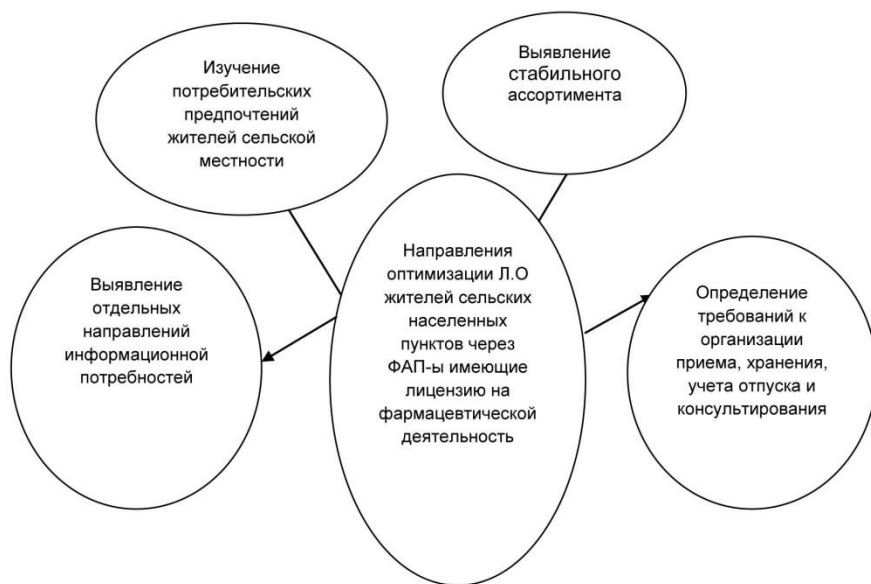 Изучение
потребительских
предпочтений
жителей сельской
местности
Выявление
стабильного
ассортимента
Выявление
отдельных
направлений
информационной
потребностей
Направления
оптимизации Л.О
жителей сельских
населенных
пунктов через
ФАП-ы имеющие
лицензию на
фармацевтической
деятельность
Определение
требований к
организации
приема, хранения,
учета отпуска и
консультирования